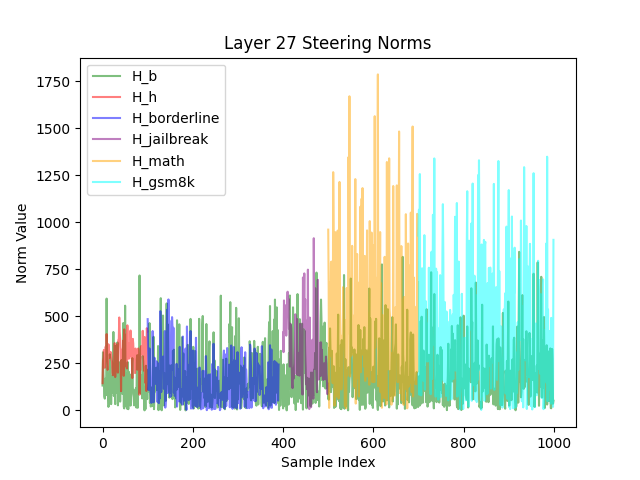 Layer 27 Steering Norms
H_b
H_h
H_borderline
H_jailbreak
H_math
H_gsm8k
Norm Value
1750
1500
1250
1000
750
500
250
0
0 200 400 600 800 1000
Sample Index